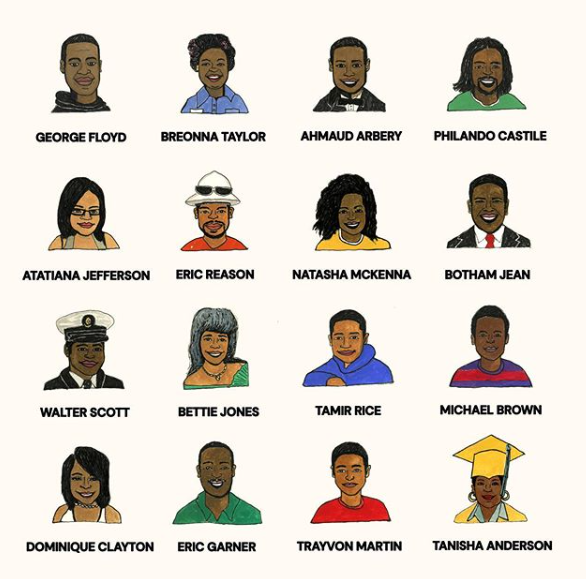 GEORGE FLOYD BREONNA TAYLOR AHMAUD ARBERY PHILANDO CASTILE
ATATIANA JEFFERSON ERIC REASON NATASHA MCKENNA BOTHAM JEAN
WALTER SCOTT BETTIE JONES TAMIR RICE MICHAEL BROWN
DOMINIQUE CLAYTON ERIC GARNER TRAYVON MARTIN TANISHA ANDERSON